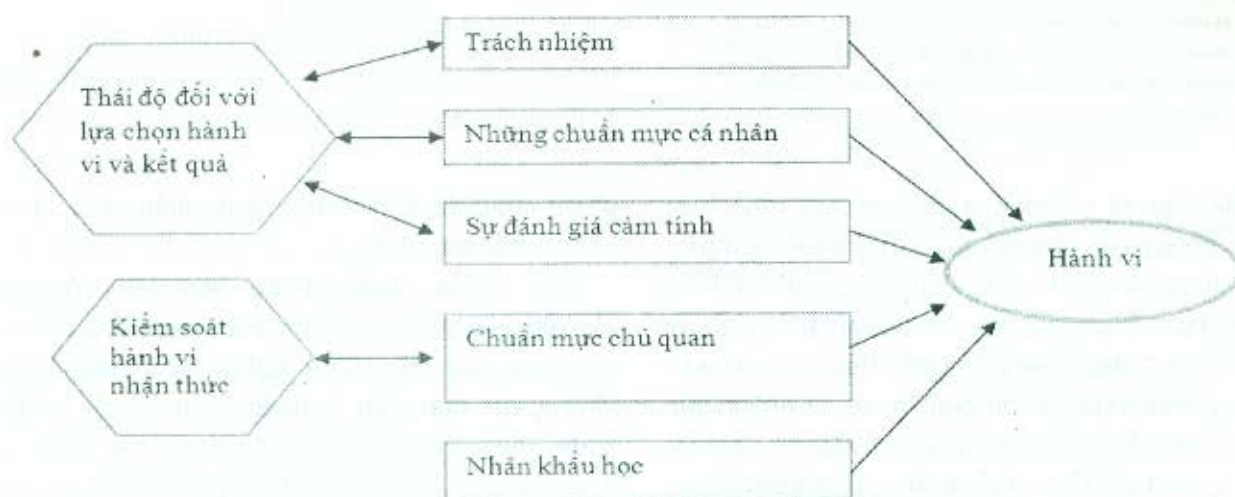 Thái độ đối với
lựa chọn hành
vi và kết quả
Kiểm soát
hành vi
nhận thức
Trách nhiệm
Những chuẩn mực cá nhân
Sự đánh giá cảm tính
Chuẩn mực chủ quan
Nhân khẩu học
Hành vi